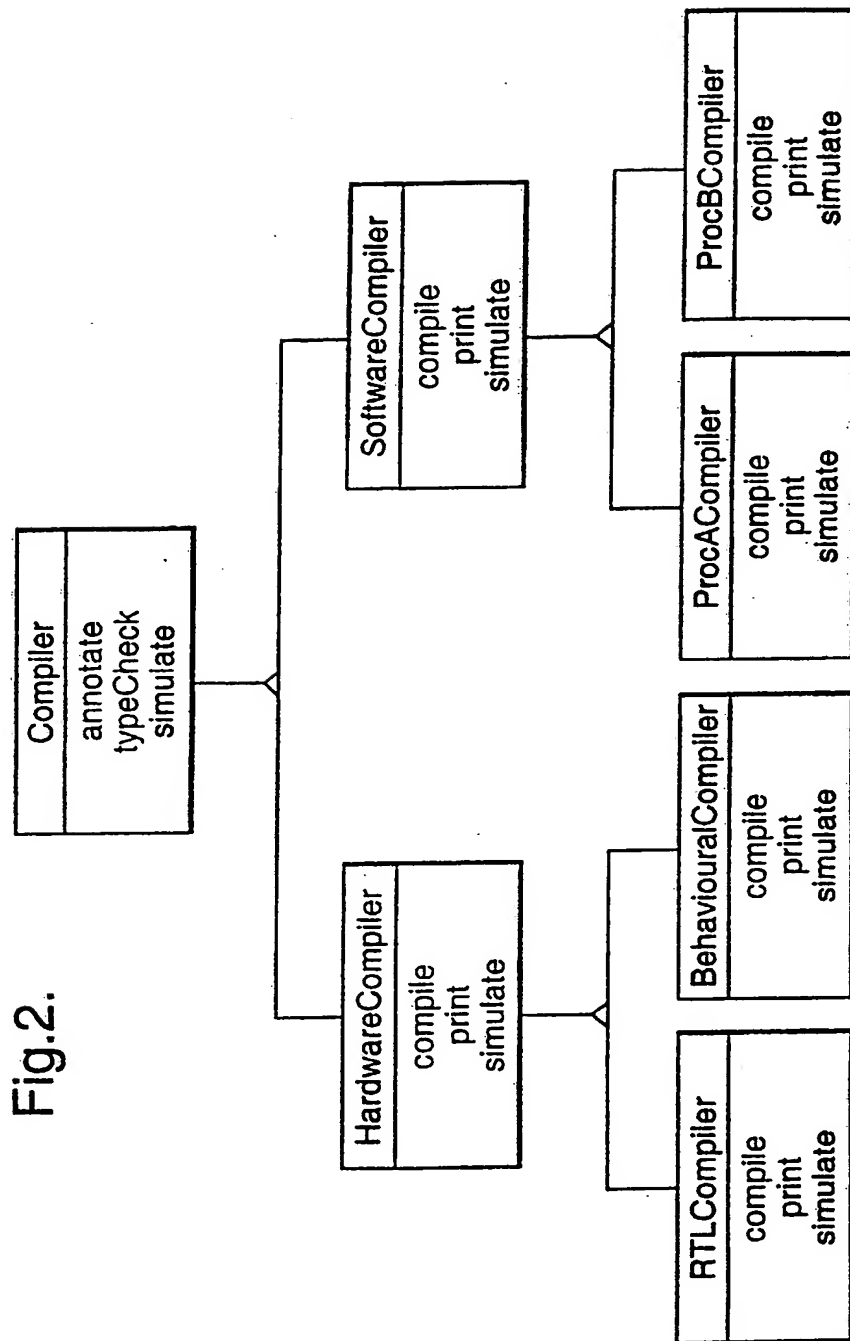 Fig.2.
Compiler
annotate
typeCheck
simulate
HardwareCompiler
compile
print
simulate
SoftwareCompiler
compile
print
simulate
RTLCompiler
compile
print
simulate
BehaviouralCompiler
compile
print
simulate
ProcACompiler
compile
print
simulate
ProcBCompiler
compile
print
simulate